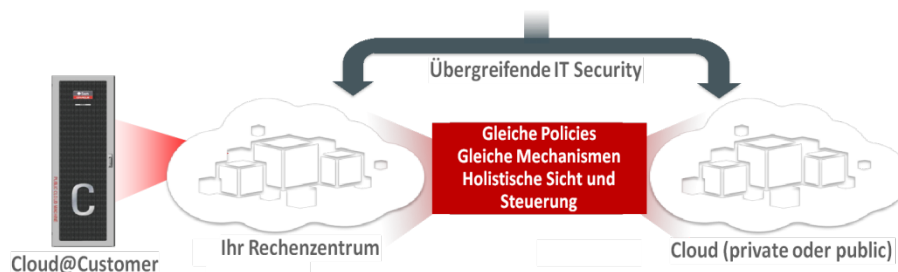 Übergreifende IT Security
Gleiche Policies
Gleiche Mechanismen
Holistische Sicht und
Steuerung
C
Ihr Rechenzentrum
Cloud (private oder public)
Cloud@Customer